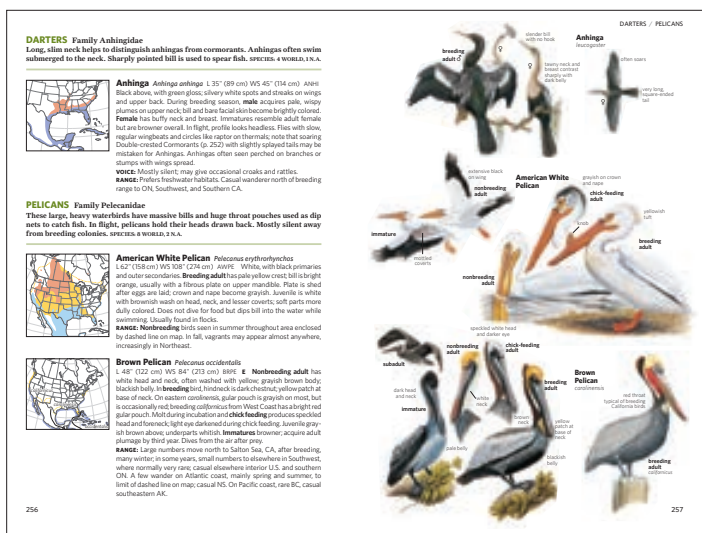 DARTERS Family Anhingidae
Long, slim neck helps to distinguish anhingas from cormorants. Anhingas often swim
submerged to the neck. Sharply pointed bill is used to spear fish. SPECIES: 4 WORLD, 1 N.A.
Anhinga Anhinga anhinga L 35" (89 cm) WS 45" (114 cm) ANHI
Black above, with green gloss; silvery white spots and streaks on wings
and upper back. During breeding season, male acquires pale, wispy
plumes on upper neck; bill and bare facial skin become brightly colored.
Female has buffy neck and breast. Immatures resemble adult female
but are browner overall. In flight, profile looks headless. Flies with slow,
regular wingbeats and circles like raptor on thermals; note that soaring
Double-crested Cormorants (p. 252) with slightly splayed tails may be
mistaken for Anhingas. Anhingas often seen perched on branches or
stumps with wings spread.
VOICE: Mostly silent; may give occasional croaks and rattles.
RANGE: Prefers freshwater habitats. Casual wanderer north of breeding
range to ON, Southwest, and Southern CA.
PELICANS Family Pelecanidae
These large, heavy waterbirds have massive bills and huge throat pouches used as dip
nets to catch fish. In flight, pelicans hold their heads drawn back. Mostly silent away
from breeding colonies. SPECIES: 8 WORLD, 2 N.A.
American White Pelican Pelecanus erythrorhynchos
L 62" (158 cm) WS 108" (274 cm) AWPE White, with black primaries
and outer secondaries. Breeding adult has pale yellow crest; bill is bright
orange, usually with a fibrous plate on upper mandible. Plate is shed
after eggs are laid; crown and nape become grayish. Juvenile is white
with brownish wash on head, neck, and lesser coverts; soft parts more
dully colored. Does not dive for food but dips bill into the water while
swimming. Usually found in flocks.
RANGE: Nonbreeding birds seen in summer throughout area enclosed
by dashed line on map. In fall, vagrants may appear almost anywhere,
increasingly in Northeast.
Brown Pelican Pelecanus occidentalis
L 48" (122 cm) WS 84" (213 cm) BRPE E Nonbreeding adult has
white head and neck, often washed with yellow; grayish brown body;
blackish belly. In breeding bird, hindneck is dark chestnut; yellow patch at
base of neck. On eastern carolinensis, gular pouch is grayish on most, but
is occasionally red; breeding californicus from West Coast has bright red
gular pouch. Molt during incubation and chick feeding produces speckled
head and foreneck; light eye darkened during chick feeding. Juvenile gray-
ish brown above; underparts whitish. Immatures browner; acquire adult
plumage by third year. Dives from the air after prey.
RANGE: Large numbers move north to Salton Sea, CA, after breeding,
many winter; in some years, small numbers to elsewhere in Southwest,
where normally very rare; casual elsewhere interior U.S. and southern
ON. A few wander on Atlantic coast, mainly spring and summer, to
limit of dashed line on map; casual NS. On Pacific coast, rare BC, casual
southeastern AK.
256
DARTERS / PELICANS
slender bill
with no hook
Anhinga
leucogaster
breeding
adult ♂
♀
♀
tawny neck and
breast contrast
sharply with
dark belly
often soars
♀
very long,
square-ended
tail
extensive black
on wing
nonbreeding
adult
American White
Pelican
grayish on crown
and nape
chick-feeding
adult
yellowish
tuft
knob
breeding
adult
immature
mottled
coverts
nonbreeding
adult
speckled white head
and darker eye
chick-feeding
adult
nonbreeding
adult
subadult
breeding
adult
Brown
Pelican
carolinensis
dark head and
neck
white
neck
red throat
typical of breeding
California birds
immature
brown
neck
yellow
patch at
base of
neck
pale belly
blackish
belly
breeding
adult
californicus
257